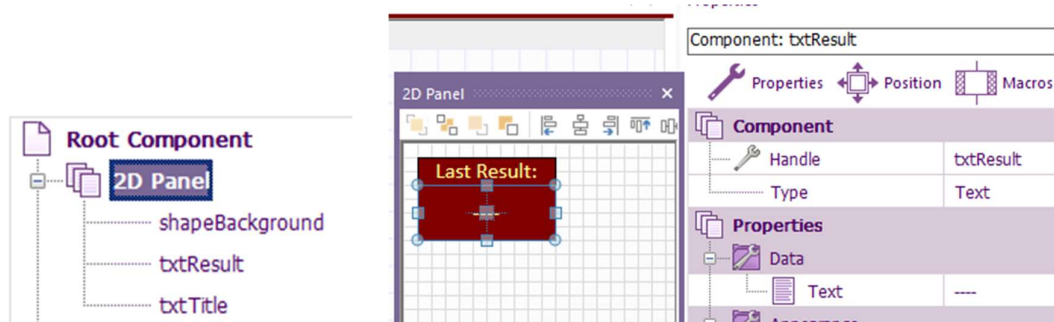 Root Component
2D Panel
shapeBackground
txtResult
txtTitle
2D Panel
Last Result:
Component: txtResult
Properties Position Macros
Component
Handle txtResult
Type Text
Properties
Data
Text ----